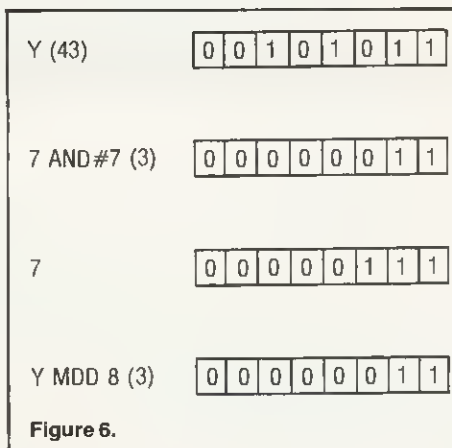 Y (43) 0 0 1 0 1 0 1 1
7 AND #7 (3) 0 0 0 0 0 0 1 1
7 0 0 0 0 0 1 1 1
Y MDD 8 (3) 0 0 0 0 0 0 1 1
Figure 6.